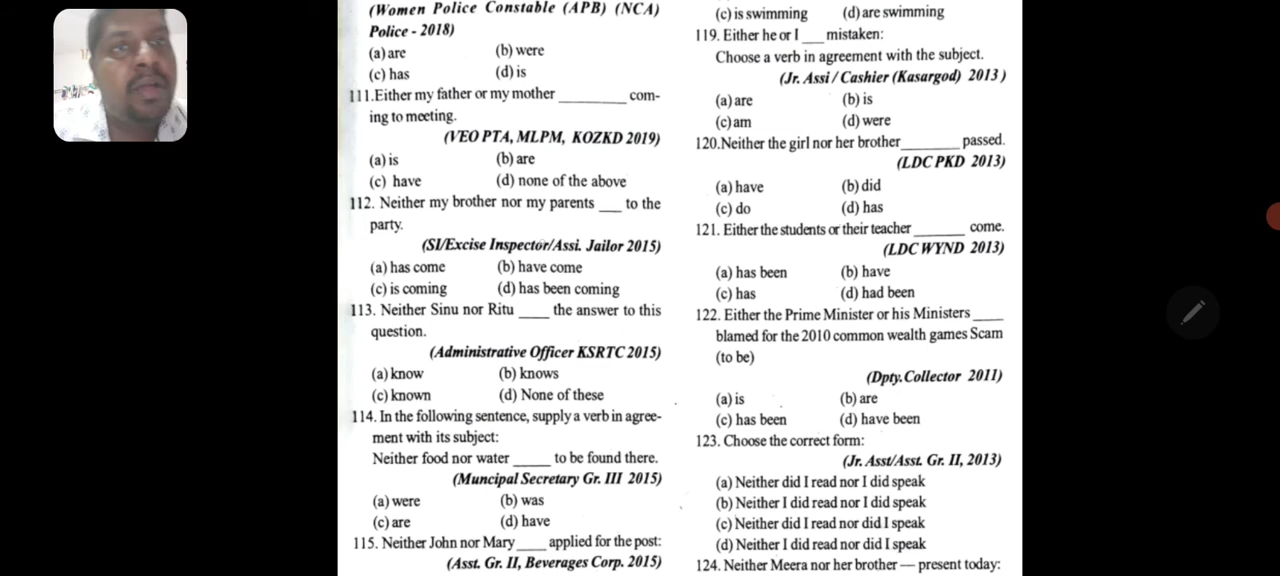 (Women Police Constable (APB) (NCA)
Police - 2018)
(a) are (b) were
(c) has (d) is
111.Either my father or my mother ________ com-
ing to meeting.
(VEO PTA, MLPM, KOZKD 2019)
(a) is (b) are
(c) have (d) none of the above
112. Neither my brother nor my parents ___ to the
party.
(SI/Excise Inspector/Assi. Jailor 2015)
(a) has come (b) have come
(c) is coming (d) has been coming
113. Neither Sinu nor Ritu ____ the answer to this
question.
(Administrative Officer KSRTC 2015)
(a) know (b) knows
(c) known (d) None of these
114. In the following sentence, supply a verb in agree-
ment with its subject:
Neither food nor water _____ to be found there.
(Muncipal Secretary Gr. III 2015)
(a) were (b) was
(c) are (d) have
115. Neither John nor Mary ____ applied for the post:
(Asst. Gr. II, Beverages Corp. 2015)
(c) is swimming (d) are swimming
119. Either he or I ___ mistaken:
Choose a verb in agreement with the subject.
(Jr. Assi / Cashier (Kasargod) 2013 )
(a) are (b) is
(c) am (d) were
120.Neither the girl nor her brother_______ passed.
(LDC PKD 2013)
(a) have (b) did
(c) do (d) has
121. Either the students or their teacher _______ come.
(LDC WYND 2013)
(a) has been (b) have
(c) has (d) had been
122. Either the Prime Minister or his Ministers ____
blamed for the 2010 common wealth games Scam
(to be)
(Dpty.Collector 2011)
(a) is (b) are
(c) has been (d) have been
123. Choose the correct form:
(Jr. Asst/Asst. Gr. II, 2013)
(a) Neither did I read nor I did speak
(b) Neither I did read nor I did speak
(c) Neither did I read nor did I speak
(d) Neither I did read nor did I speak
124. Neither Meera nor her brother — present today: